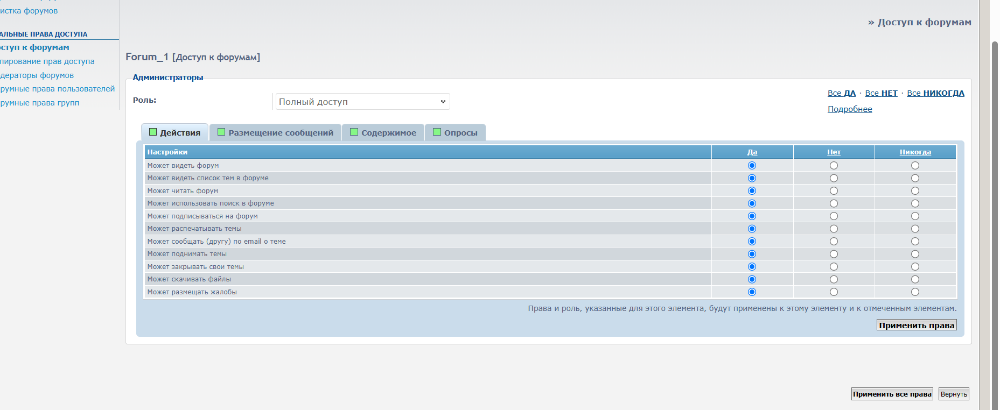 истка форумов
АЛЬНЫЕ ПРАВА ДОСТУПА
оступ к форумам
пирование прав доступа
дераторы форумов
румные права пользователей
румные права групп
» Доступ к форумам
Forum_1 [Доступ к форумам]
Администраторы
Роль:
Полный доступ
Все ДА · Все НЕТ · Все НИКОГДА
Подробнее
Действия Размещение сообщений Содержимое Опросы
Настройки Да Нет Никогда
Может видеть форум
Может видеть список тем в форуме
Может читать форум
Может использовать поиск в форуме
Может подписываться на форум
Может распечатывать темы
Может сообщать (другу) по email о теме
Может поднимать темы
Может закрывать свои темы
Может скачивать файлы
Может размещать жалобы
Права и роль, указанные для этого элемента, будут применены к этому элементу и к отмеченным элементам.
Применить права
Применить все права Вернуть